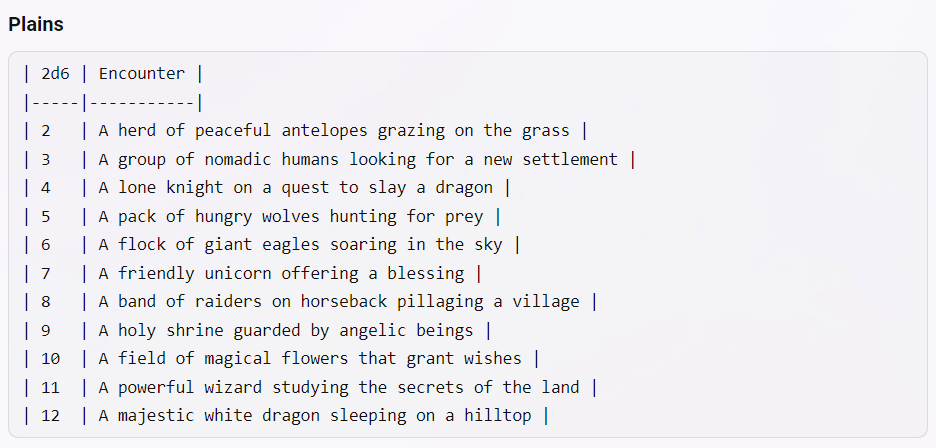 Plains
| 2d6 | Encounter |
|-----|-----------|
| 2   | A herd of peaceful antelopes grazing on the grass |
| 3   | A group of nomadic humans looking for a new settlement |
| 4   | A lone knight on a quest to slay a dragon |
| 5   | A pack of hungry wolves hunting for prey |
| 6   | A flock of giant eagles soaring in the sky |
| 7   | A friendly unicorn offering a blessing |
| 8   | A band of raiders on horseback pillaging a village |
| 9   | A holy shrine guarded by angelic beings |
| 10  | A field of magical flowers that grant wishes |
| 11  | A powerful wizard studying the secrets of the land |
| 12  | A majestic white dragon sleeping on a hilltop |